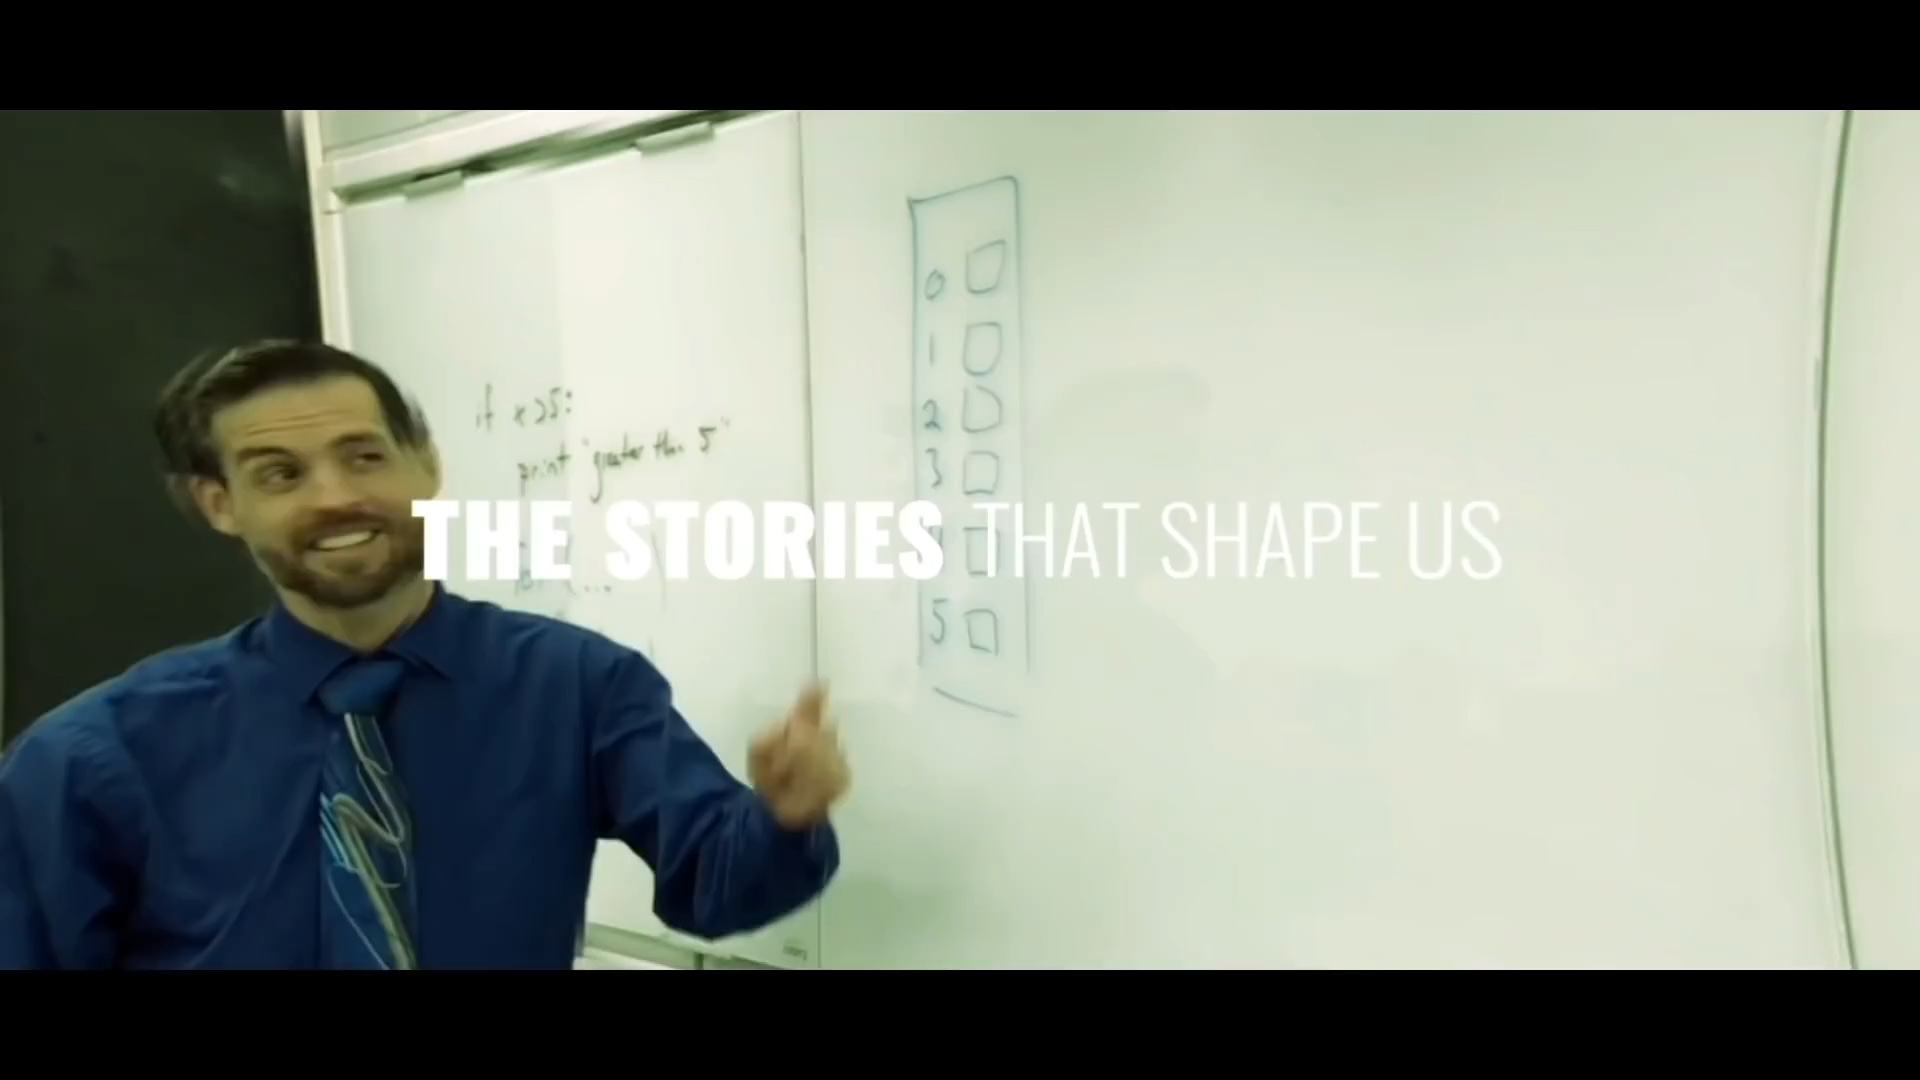 if x>5:
print "greater than 5"
THE STORIES THAT SHAPE US
0
1
2
3
5